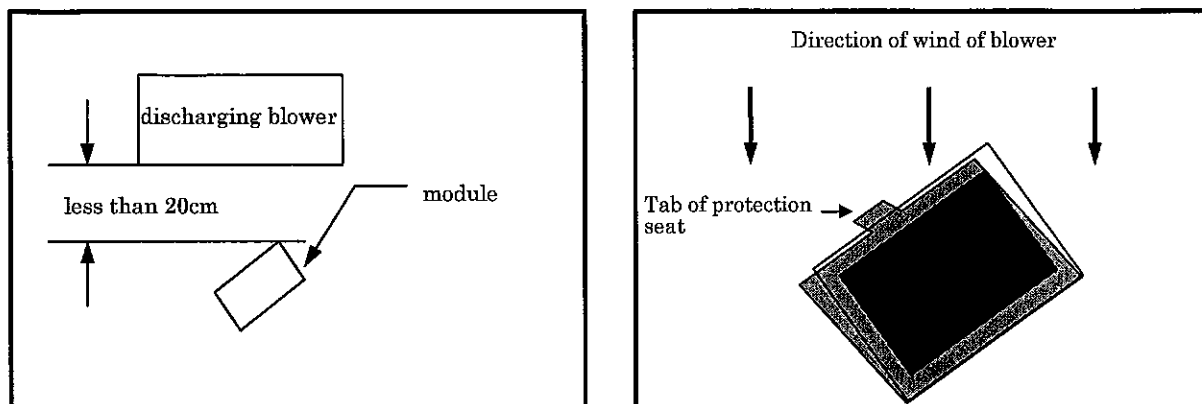 discharging blower
less than 20cm
module
Direction of wind of blower
Tab of protection
seat